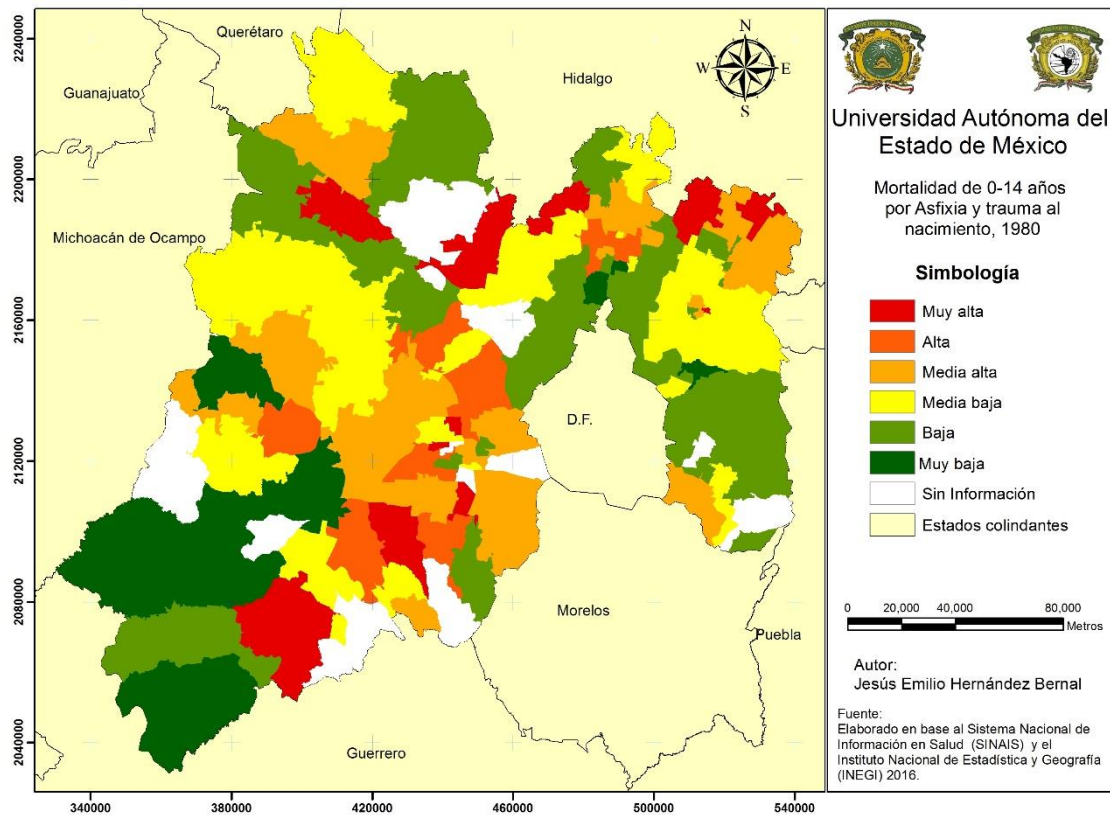 Querétaro
Guanajuato
Hidalgo
Michoacán de Ocampo
D.F.
Morelos
Puebla
Guerrero
N
W
E
S
2240000
2200000
2160000
2120000
2080000
2040000
340000
380000
420000
460000
500000
540000
Universidad Autónoma del
Estado de México
Mortalidad de 0-14 años
por Asfixia y trauma al
nacimiento, 1980
Simbología
Muy alta
Alta
Media alta
Media baja
Baja
Muy baja
Sin Información
Estados colindantes
0 20,000 40,000 80,000
Metros
Autor:
Jesús Emilio Hernández Bernal
Fuente:
Elaborado en base al Sistema Nacional de
Información en Salud (SINAIS) y el
Instituto Nacional de Estadística y Geografía
(INEGI) 2016.